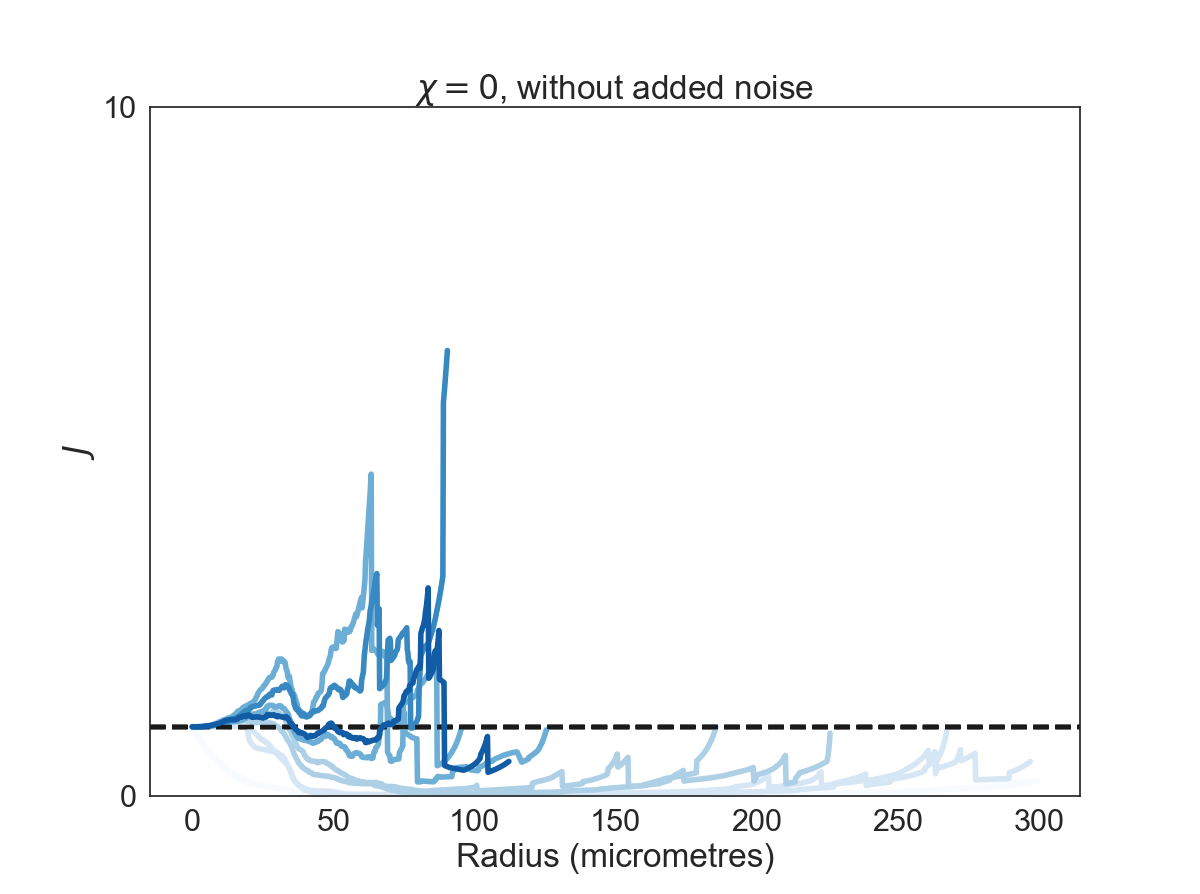 χ = 0, without added noise
10
J
0
0 50 100 150 200 250 300
Radius (micrometres)